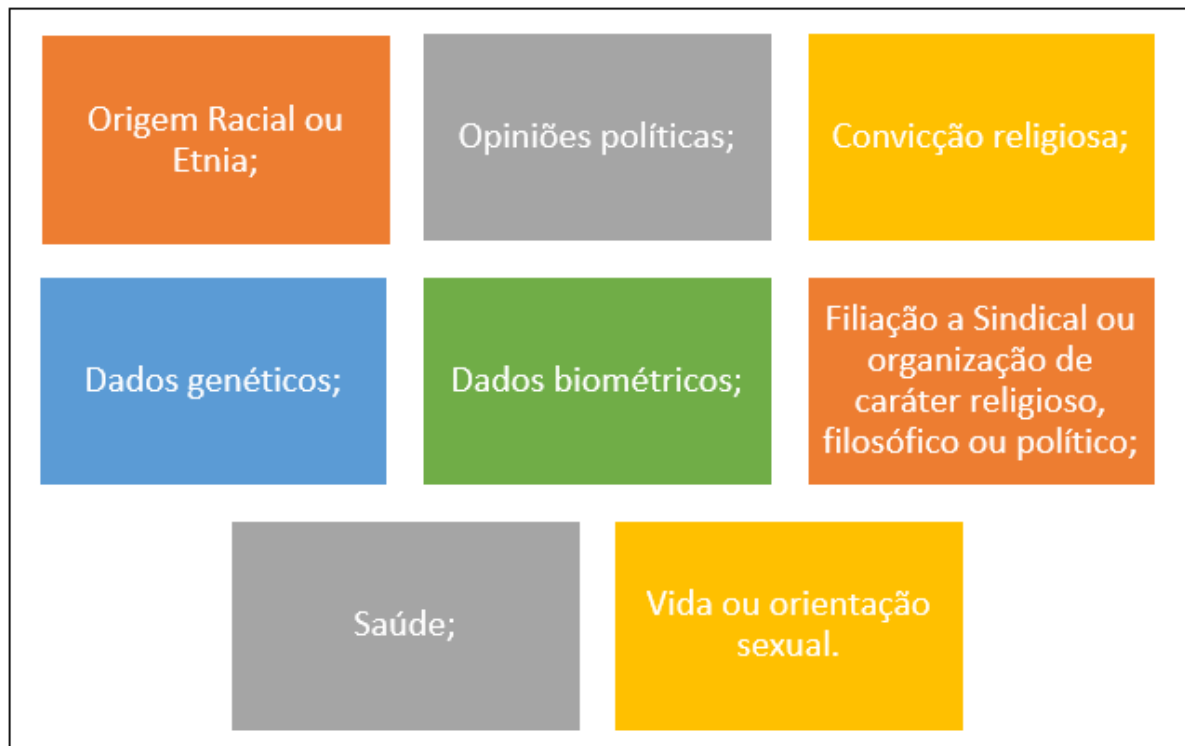 Origem Racial ou
Etnia;
Opiniões políticas;
Convicção religiosa;
Dados genéticos;
Dados biométricos;
Filiação a Sindical ou
organização de
caráter religioso,
filosófico ou político;
Saúde;
Vida ou orientação
sexual.